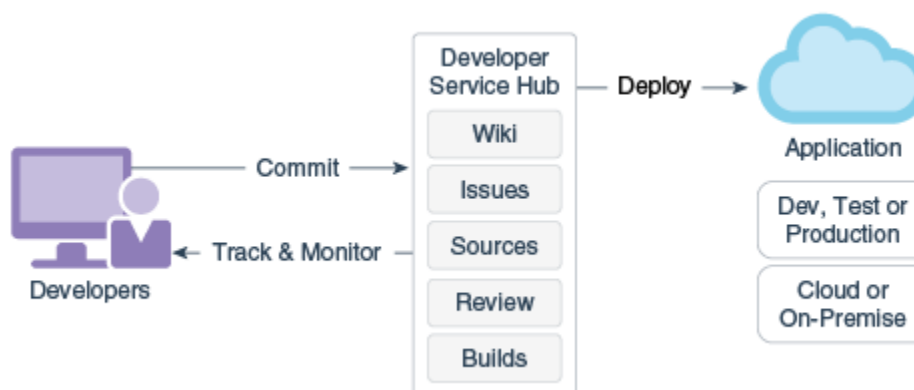 Developer
Service Hub
Wiki
Issues
Sources
Review
Builds
Commit
Track & Monitor
Developers
Deploy
Application
Dev, Test or
Production
Cloud or
On-Premise